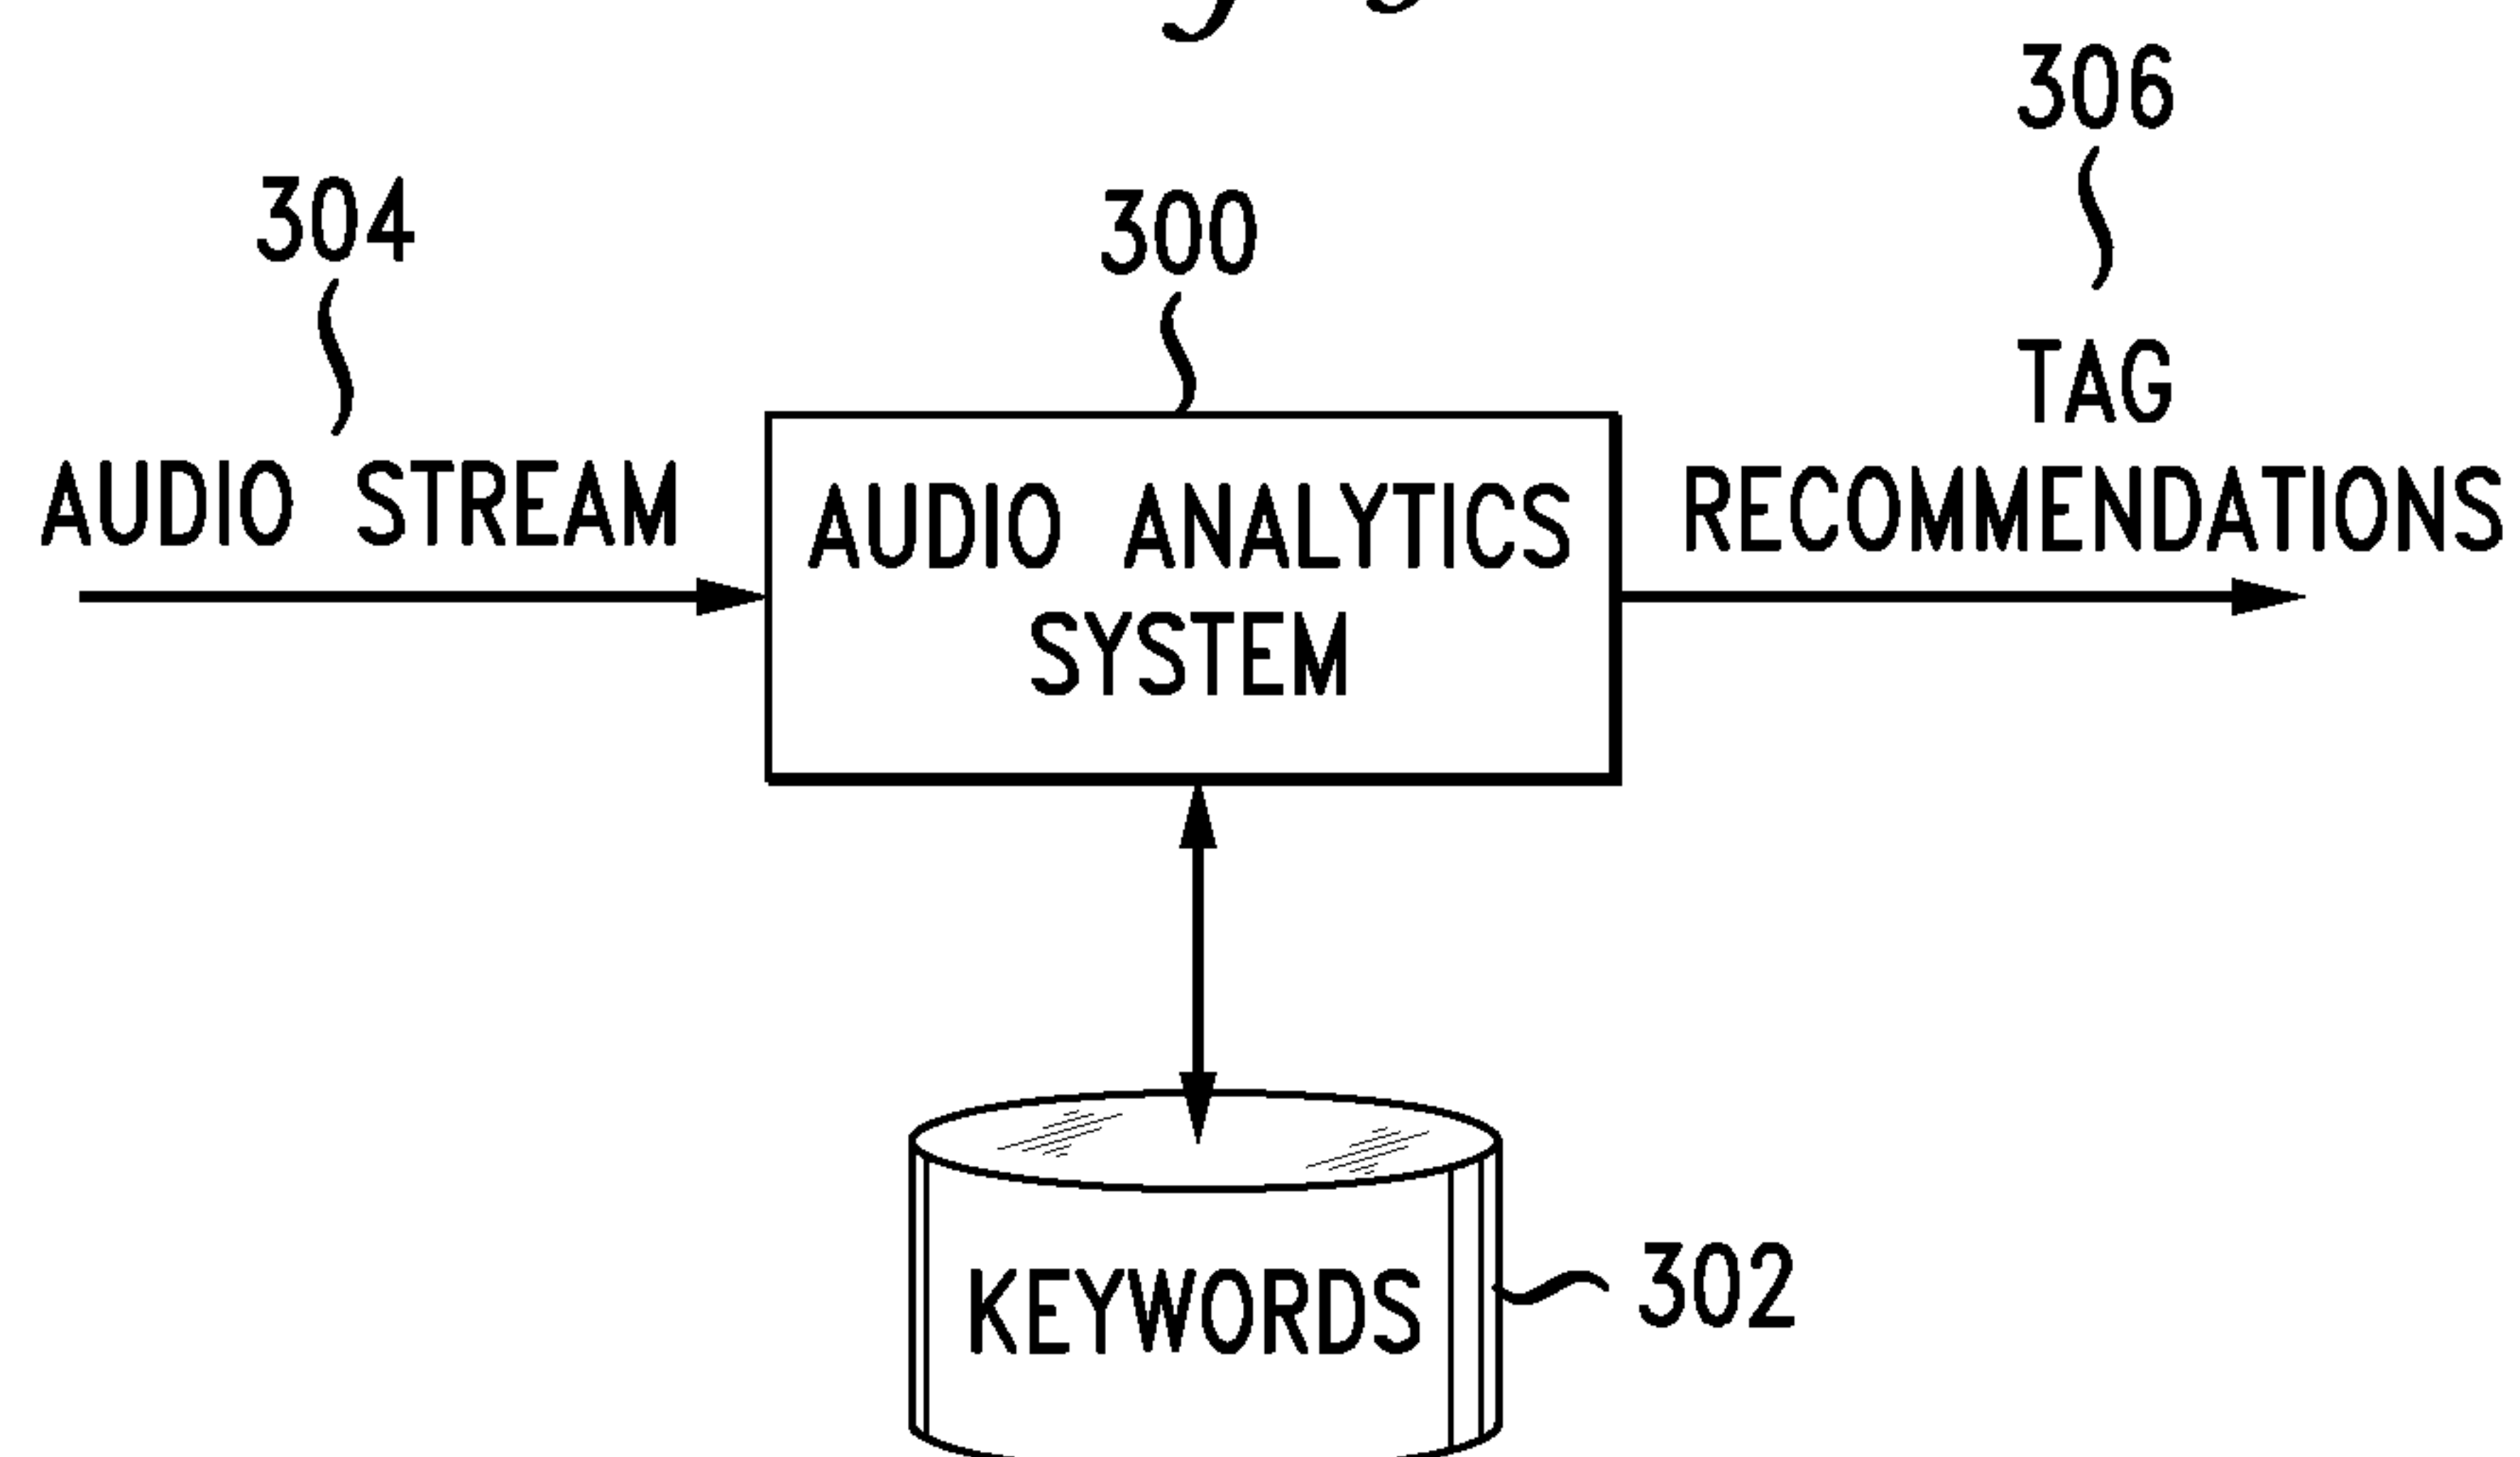 306
304
300
TAG
AUDIO STREAM
RECOMMENDATIONS
AUDIO ANALYTICS
SYSTEM
KEYWORDS
302